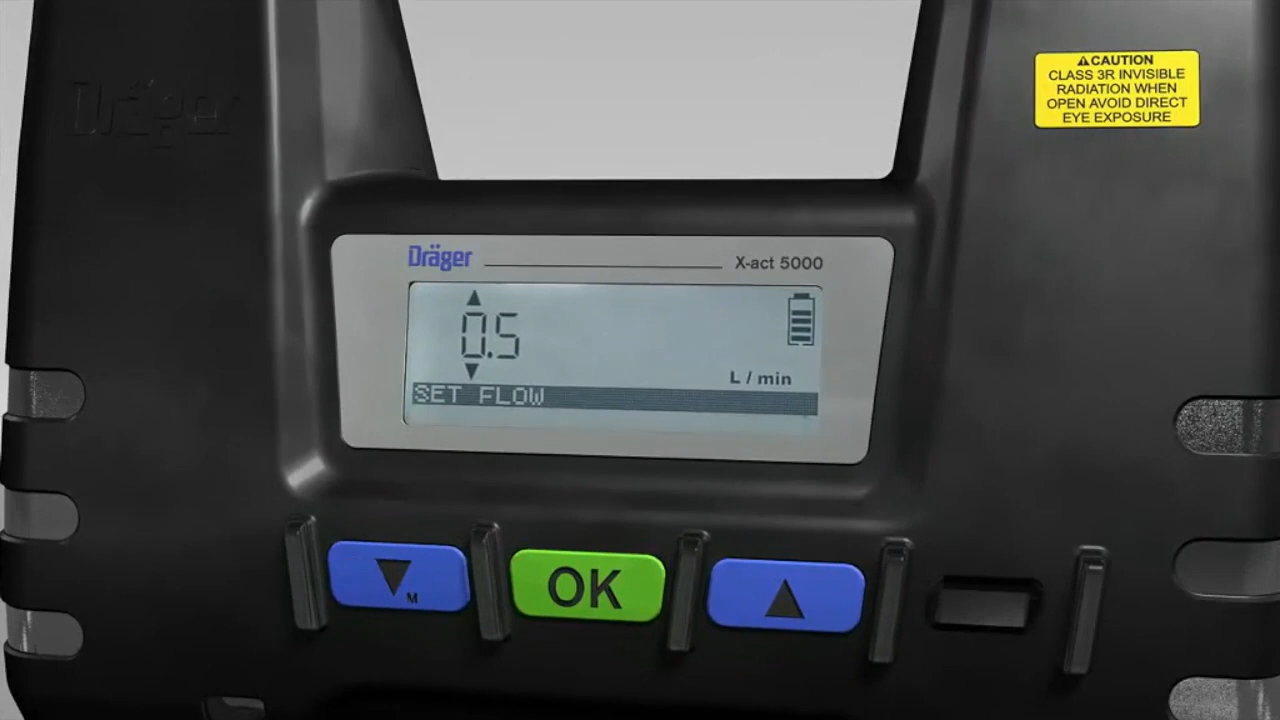 Dräger
⚠CAUTION
CLASS 3R INVISIBLE
RADIATION WHEN
OPEN AVOID DIRECT
EYE EXPOSURE
Dräger X-act 5000
0.5
L / min
SET FLOW
M
OK